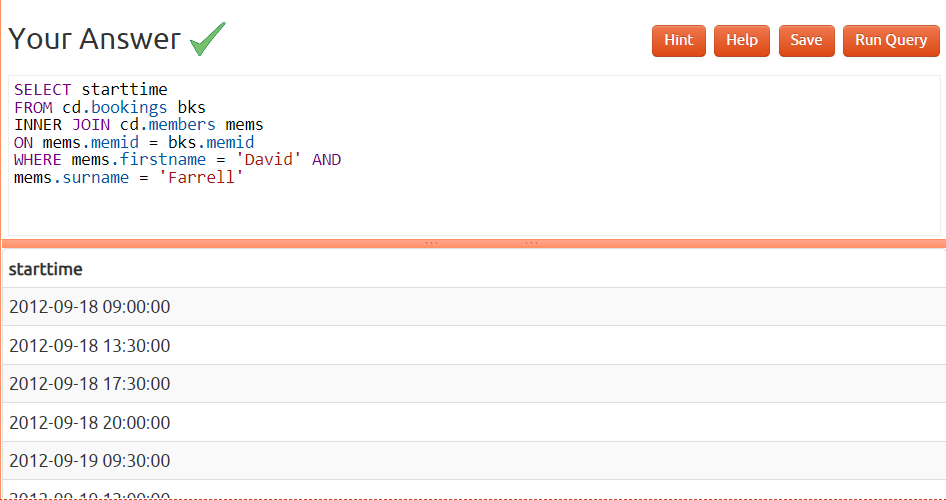 Your Answer
Hint Help Save Run Query
SELECT starttime
FROM cd.bookings bks
INNER JOIN cd.members mems
ON mems.memid = bks.memid
WHERE mems.firstname = 'David' AND
mems.surname = 'Farrell'
starttime
2012-09-18 09:00:00
2012-09-18 13:30:00
2012-09-18 17:30:00
2012-09-18 20:00:00
2012-09-19 09:30:00